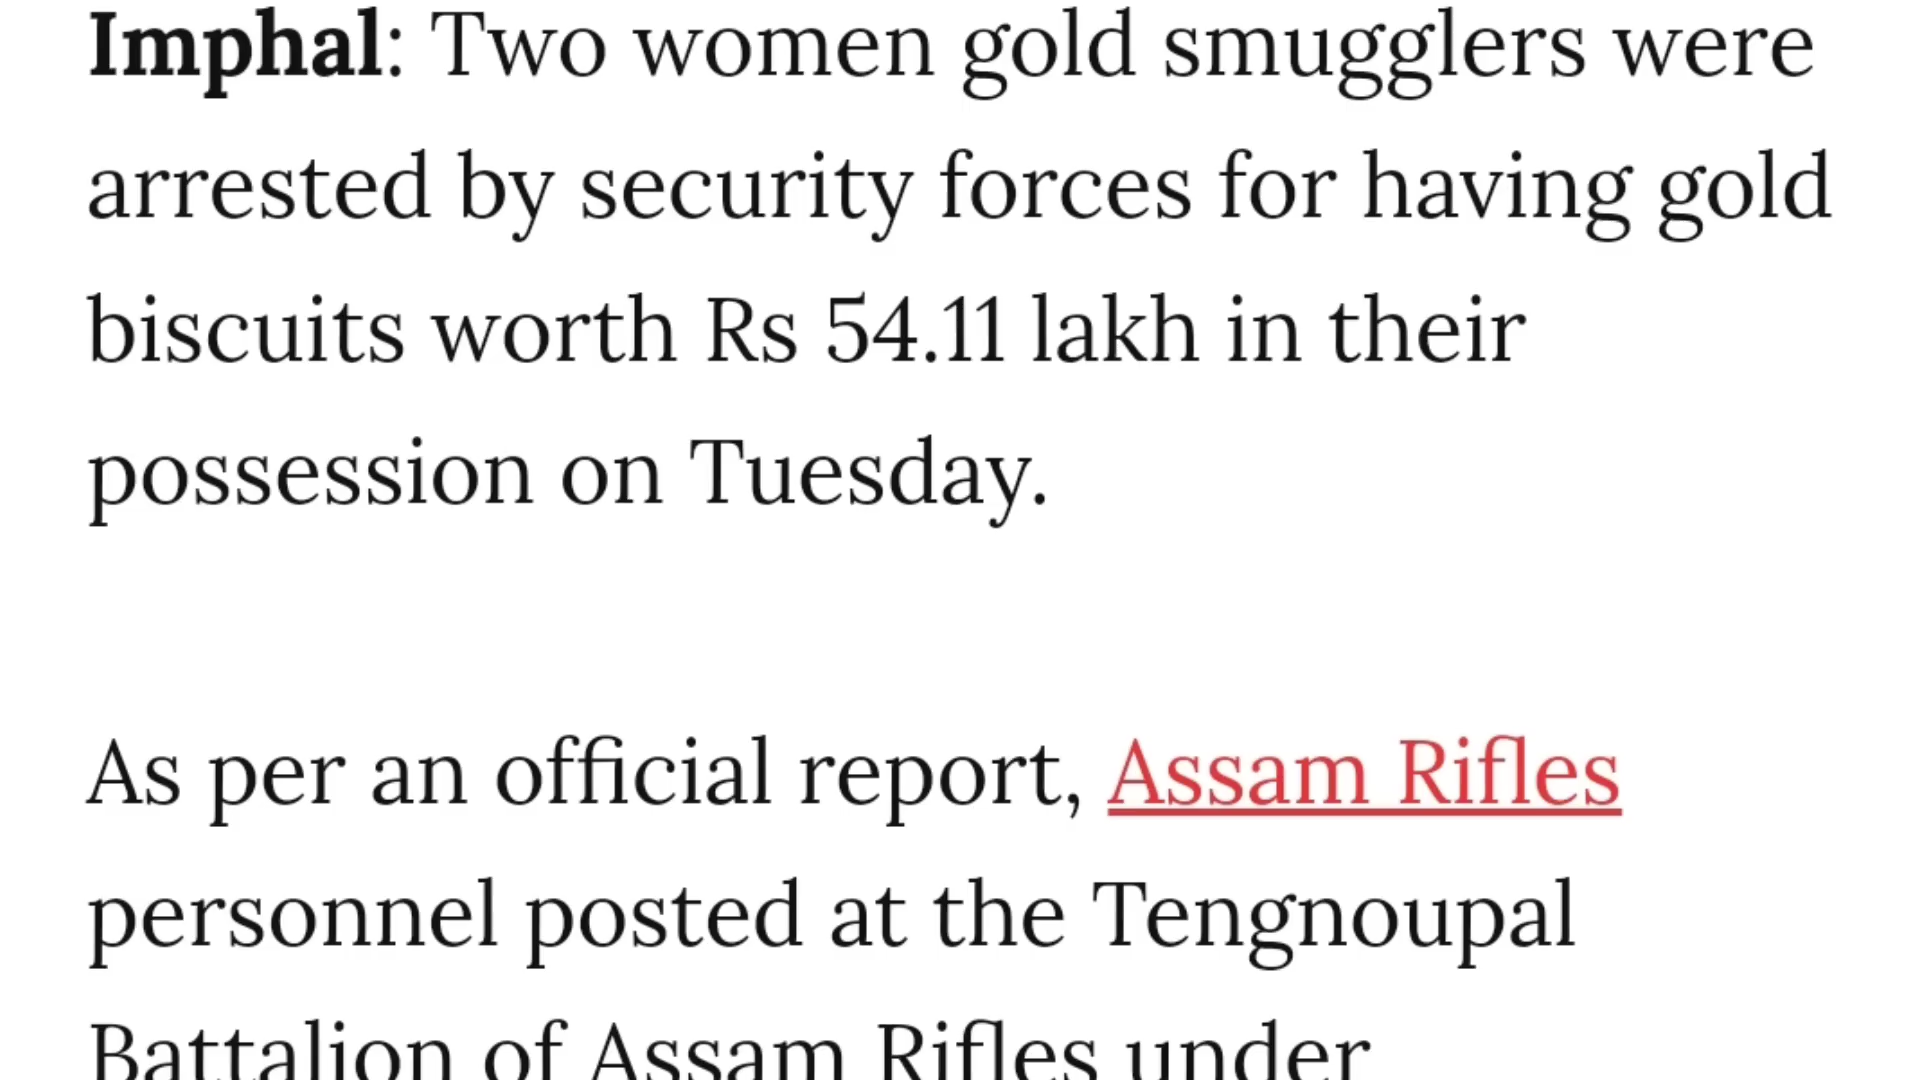 Imphal: Two women gold smugglers were
arrested by security forces for having gold
biscuits worth Rs 54.11 lakh in their
possession on Tuesday.
As per an official report, Assam Rifles
personnel posted at the Tengnoupal
Battalion of Assam Rifles under